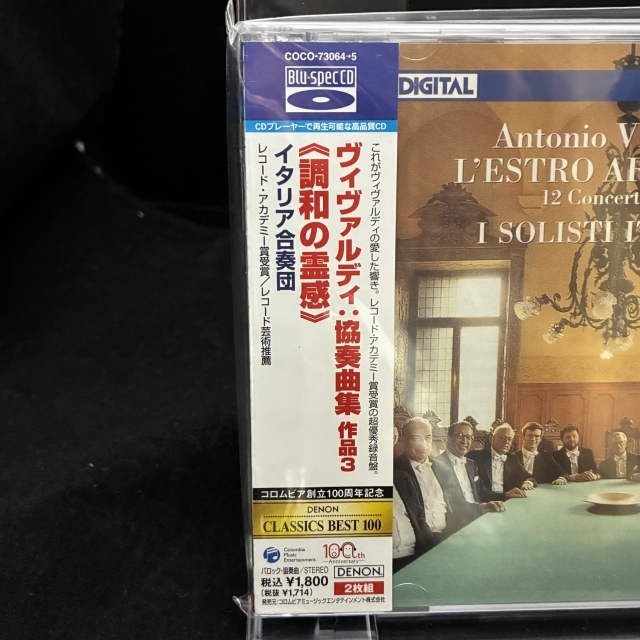 COCO-73064→5
Blu-spec CD
CDプレーヤーで再生可能な高品質CD
これがヴィヴァルディの愛した響き。レコード・アカデミー賞受賞の超優秀録音盤。
ヴィヴァルディ:協奏曲集 作品3
《調和の霊感》
イタリア合奏団
レコード・アカデミー賞受賞/レコード芸術推薦
コロムビア創立100周年記念
DENON
CLASSICS BEST 100
Columbia
Music
Entertainment
100th
Anniversary
バロック・協奏曲/STEREO
DENON
税込 ¥1,800
(税抜 ¥1,714)
2枚組
発売元:コロムビアミュージックエンタテインメント株式会社
DIGITAL
Antonio V
L'ESTRO AR
12 Concert
I SOLISTI I